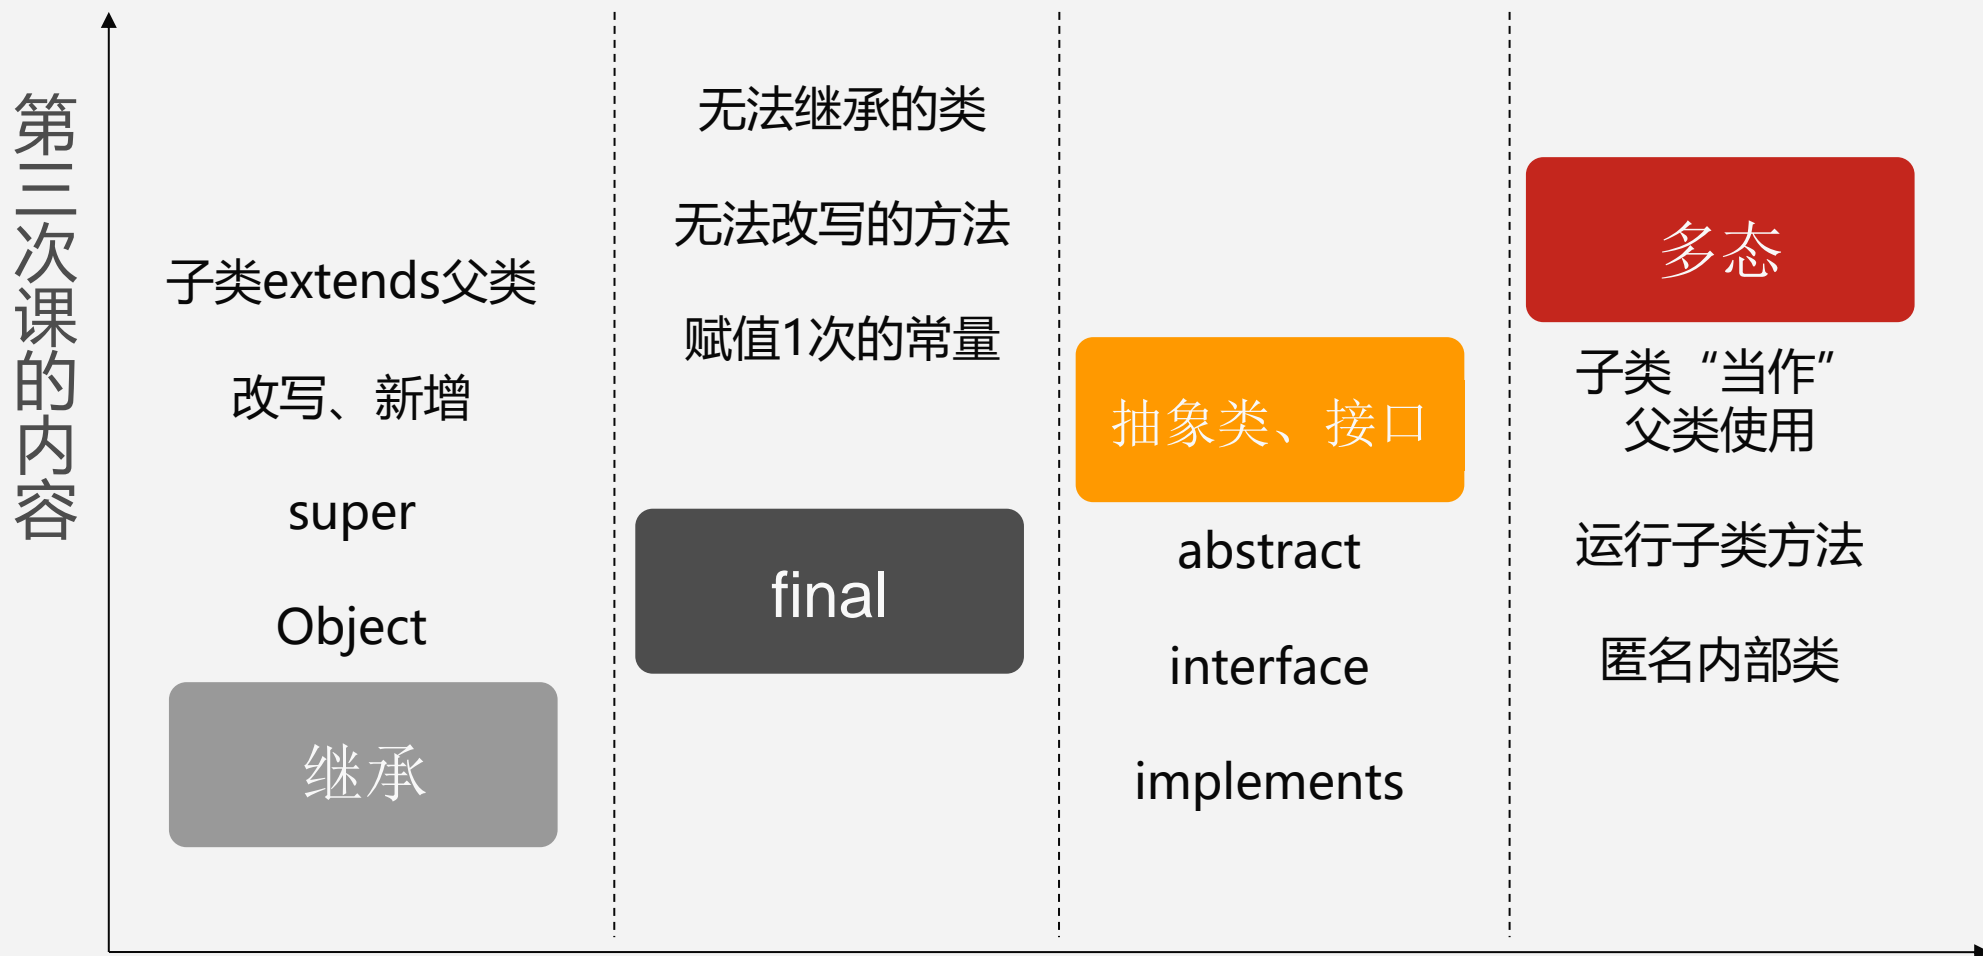 第三次课的内容
子类extends父类
改写、新增
super
Object
继承
无法继承的类
无法改写的方法
赋值1次的常量
final
抽象类、接口
abstract
interface
implements
多态
子类“当作”
父类使用
运行子类方法
匿名内部类